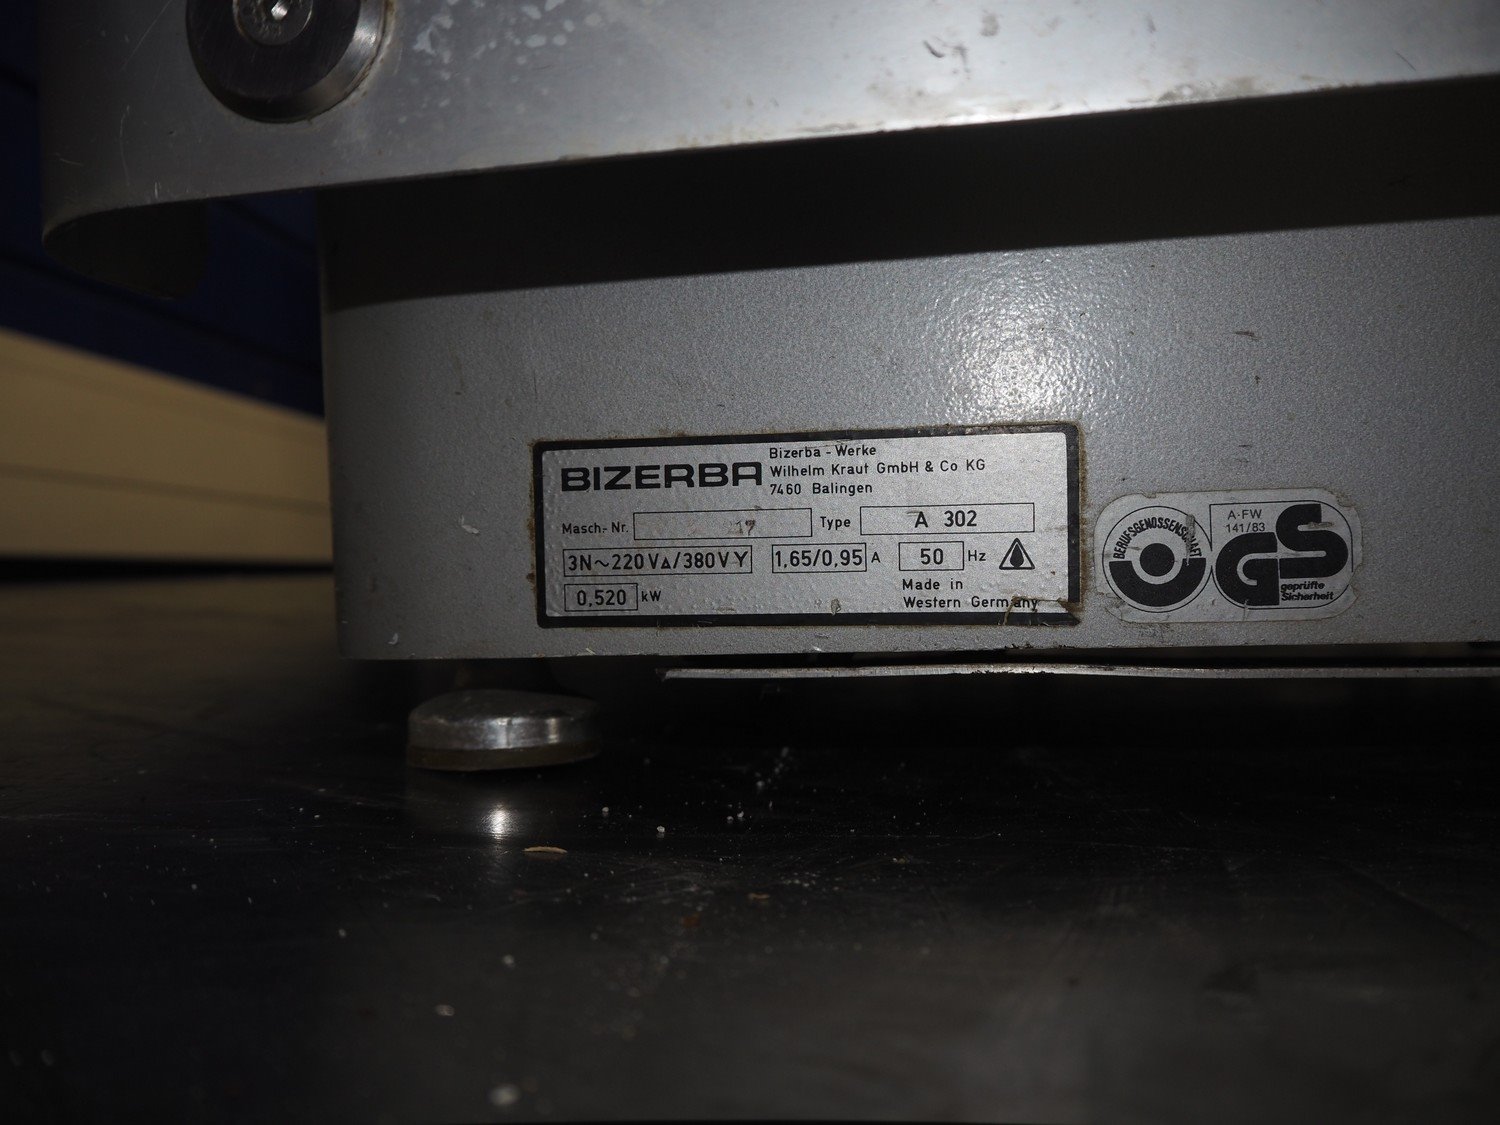 BIZERBA
Bizerba - Werke
Wilhelm Kraut GmbH & Co KG
7460 Balingen
Masch.-Nr. Type A 302
3N~220V∆/380VY 1,65/0,95 A 50 Hz
0,520 kW
Made in
Western Germany
BERUFSGENOSSENSCHAFT
A-FW
141/83
GS
geprüfte
Sicherheit